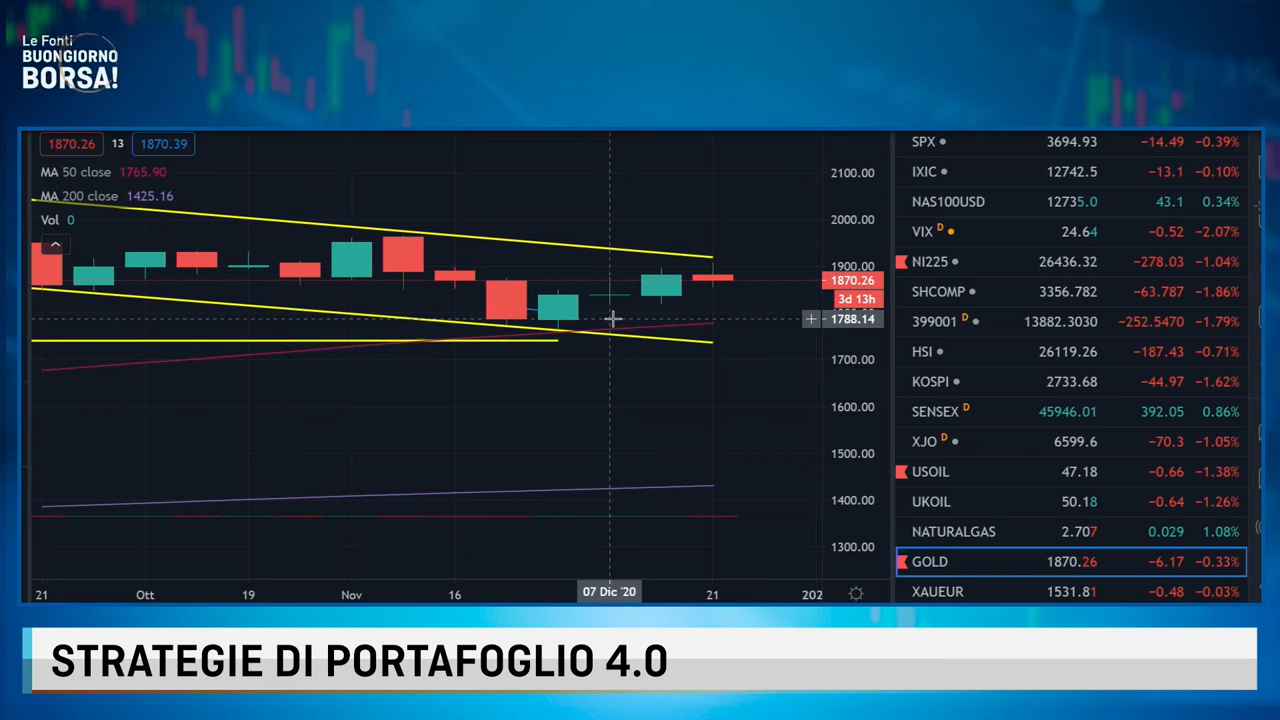 Le Fonti
BUONGIORNO
BORSA!
1870.26 13 1870.39
MA 50 close 1765.90
MA 200 close 1425.16
Vol 0
2100.00
2000.00
1900.00
1870.26
3d 13h
1788.14
1700.00
1600.00
1500.00
1400.00
1300.00
21 Ott 19 Nov 16 07 Dic '20 21 202
SPX 3694.93 −14.49 −0.39%
IXIC 12742.5 −13.1 −0.10%
NAS100USD 12735.0 43.1 0.34%
VIX D 24.64 −0.52 −2.07%
NI225 26436.32 −278.03 −1.04%
SHCOMP 3356.782 −63.787 −1.86%
399001 D 13882.3030 −252.5470 −1.79%
HSI 26119.26 −187.43 −0.71%
KOSPI 2733.68 −44.97 −1.62%
SENSEX D 45946.01 392.05 0.86%
XJO D 6599.6 −70.3 −1.05%
USOIL 47.18 −0.66 −1.38%
UKOIL 50.18 −0.64 −1.26%
NATURALGAS 2.707 0.029 1.08%
GOLD 1870.26 −6.17 −0.33%
XAUEUR 1531.81 −0.48 −0.03%
STRATEGIE DI PORTAFOGLIO 4.0